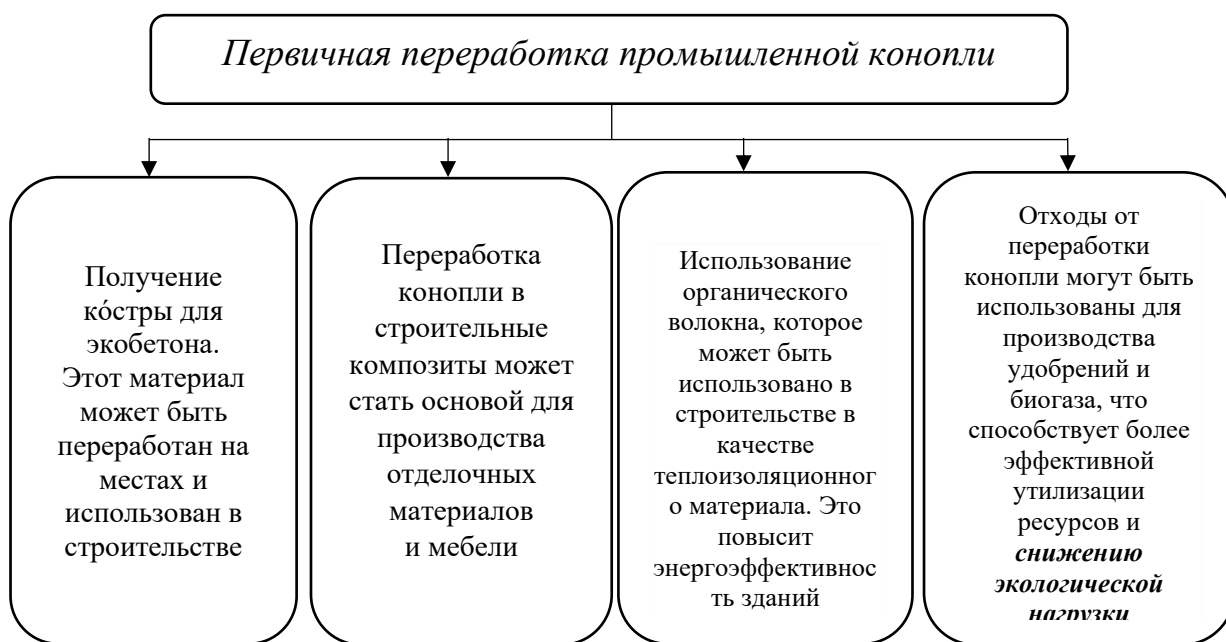 Первичная переработка промышленной конопли
Получение
ко́стры для
экобетона.
Этот материал
может быть
переработан на
местах и
использован в
строительстве
Переработка
конопли в
строительные
композиты может
стать основой для
производства
отделочных
материалов
и мебели
Использование
органического
волокна, которое
может быть
использовано в
строительстве в
качестве
теплоизоляционног
о материала. Это
повысит
энергоэффективнос
ть зданий
Отходы от
переработки
конопли могут быть
использованы для
производства
удобрений и
биогаза, что
способствует более
эффективной
утилизации
ресурсов и снижению
экологической
нагрузки